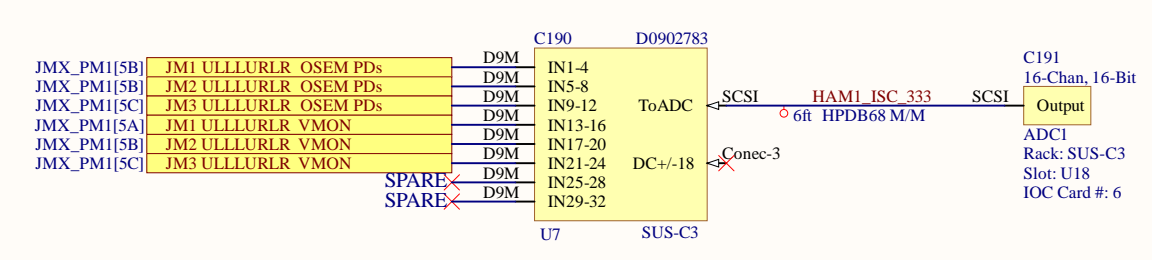 C190 D0902783
JMX_PM1[5B] JM1 ULLLURLR OSEM PDs D9M IN1-4
JMX_PM1[5B] JM2 ULLLURLR OSEM PDs D9M IN5-8
JMX_PM1[5C] JM3 ULLLURLR OSEM PDs D9M IN9-12
JMX_PM1[5A] JM1 ULLLURLR VMON D9M IN13-16
JMX_PM1[5B] JM2 ULLLURLR VMON D9M IN17-20
JMX_PM1[5C] JM3 ULLLURLR VMON D9M IN21-24
SPARE D9M IN25-28
SPARE D9M IN29-32
ToADC SCSI HAM1_ISC_333 SCSI
6ft HPDB68 M/M
DC+/-18 Conec-3
U7 SUS-C3
C191
16-Chan, 16-Bit
Output
ADC1
Rack: SUS-C3
Slot: U18
IOC Card #: 6